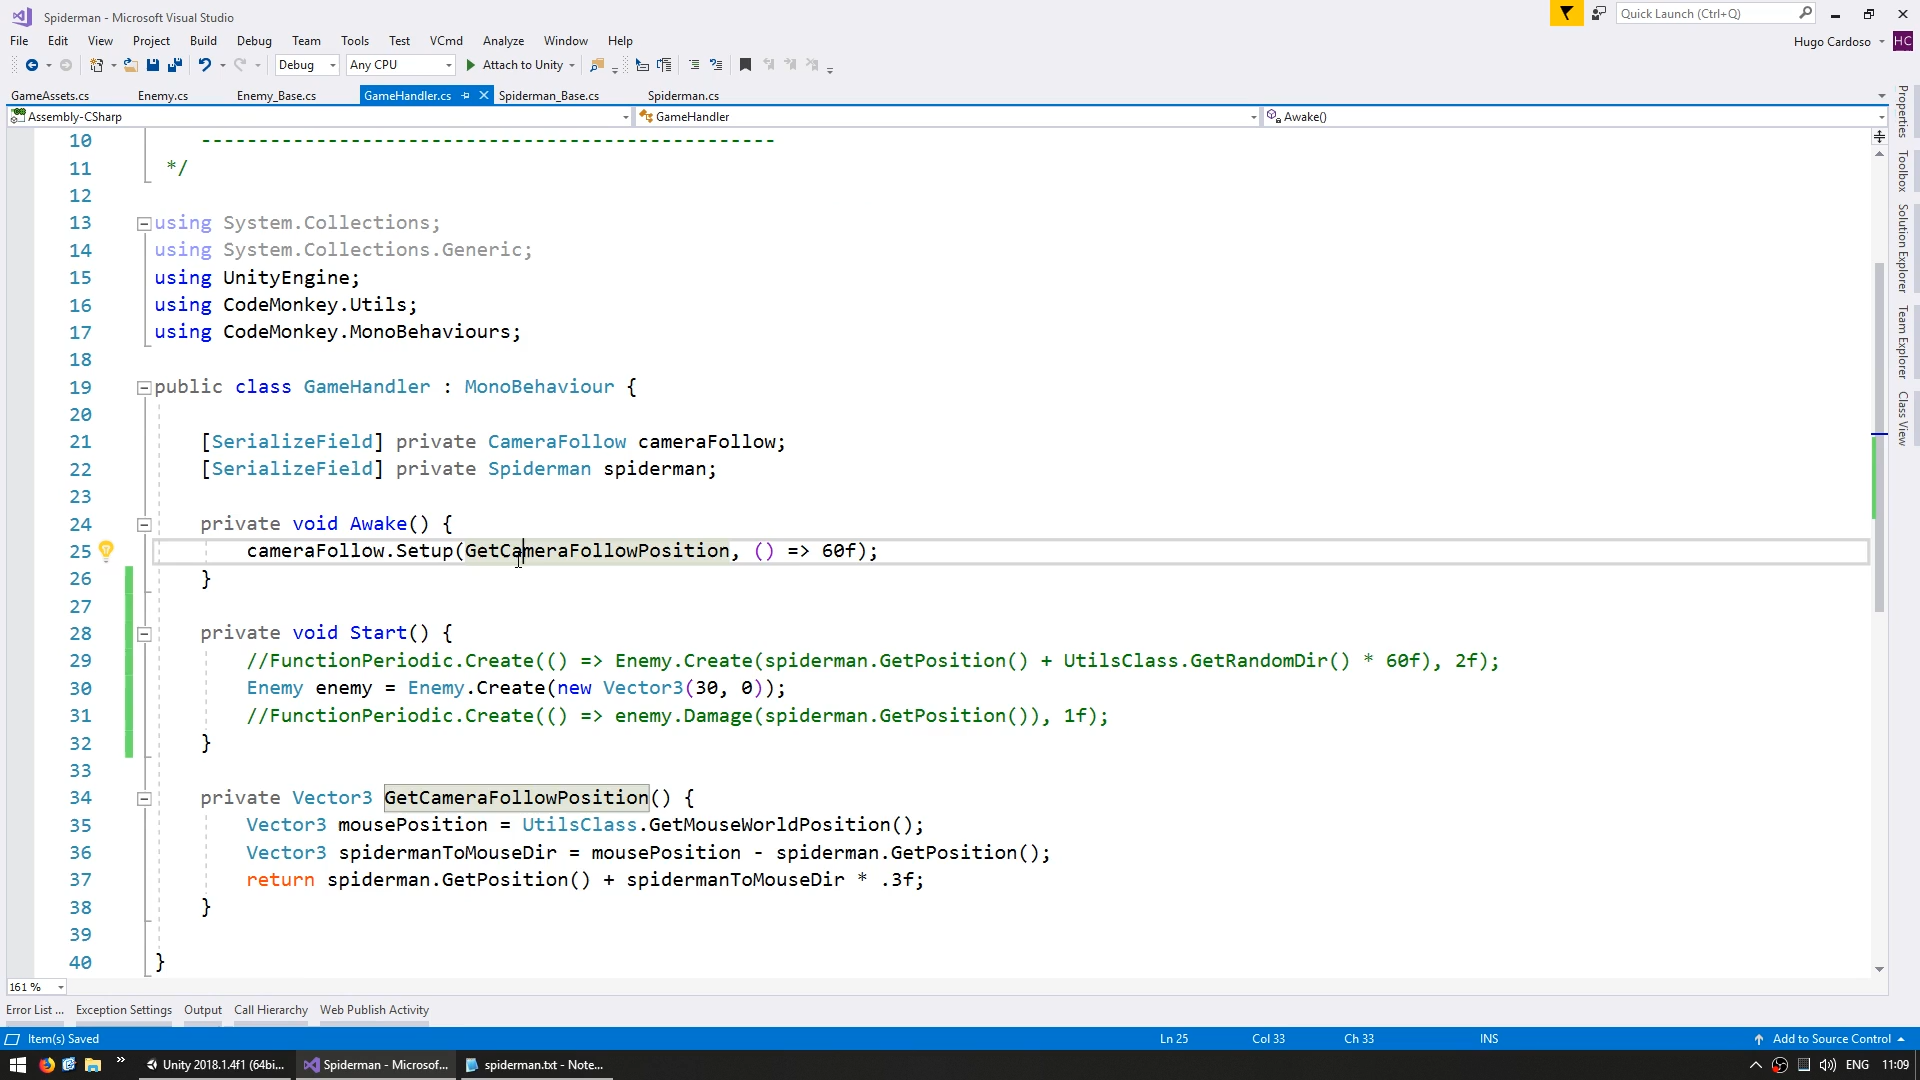 Spiderman - Microsoft Visual Studio
Quick Launch (Ctrl+Q)
File Edit View Project Build Debug Team Tools Test VCmd Analyze Window Help
Hugo Cardoso HC
Debug Any CPU Attach to Unity
GameAssets.cs Enemy.cs Enemy_Base.cs GameHandler.cs Spiderman_Base.cs Spiderman.cs
Assembly-CSharp GameHandler Awake()
10 --------------------------------------------------
11 */
12
13 using System.Collections;
14 using System.Collections.Generic;
15 using UnityEngine;
16 using CodeMonkey.Utils;
17 using CodeMonkey.MonoBehaviours;
18
19 public class GameHandler : MonoBehaviour {
20
21 [SerializeField] private CameraFollow cameraFollow;
22 [SerializeField] private Spiderman spiderman;
23
24 private void Awake() {
25 cameraFollow.Setup(GetCameraFollowPosition, () => 60f);
26 }
27
28 private void Start() {
29 //FunctionPeriodic.Create(() => Enemy.Create(spiderman.GetPosition() + UtilsClass.GetRandomDir() * 60f), 2f);
30 Enemy enemy = Enemy.Create(new Vector3(30, 0));
31 //FunctionPeriodic.Create(() => enemy.Damage(spiderman.GetPosition()), 1f);
32 }
33
34 private Vector3 GetCameraFollowPosition() {
35 Vector3 mousePosition = UtilsClass.GetMouseWorldPosition();
36 Vector3 spidermanToMouseDir = mousePosition - spiderman.GetPosition();
37 return spiderman.GetPosition() + spidermanToMouseDir * .3f;
38 }
39
40 }
Properties
Toolbox
Solution Explorer
Team Explorer
Class View
161 %
Error List ... Exception Settings Output Call Hierarchy Web Publish Activity
Item(s) Saved Ln 25 Col 33 Ch 33 INS Add to Source Control
Unity 2018.1.4f1 (64bi... Spiderman - Microsof... spiderman.txt - Note... ENG 11:09